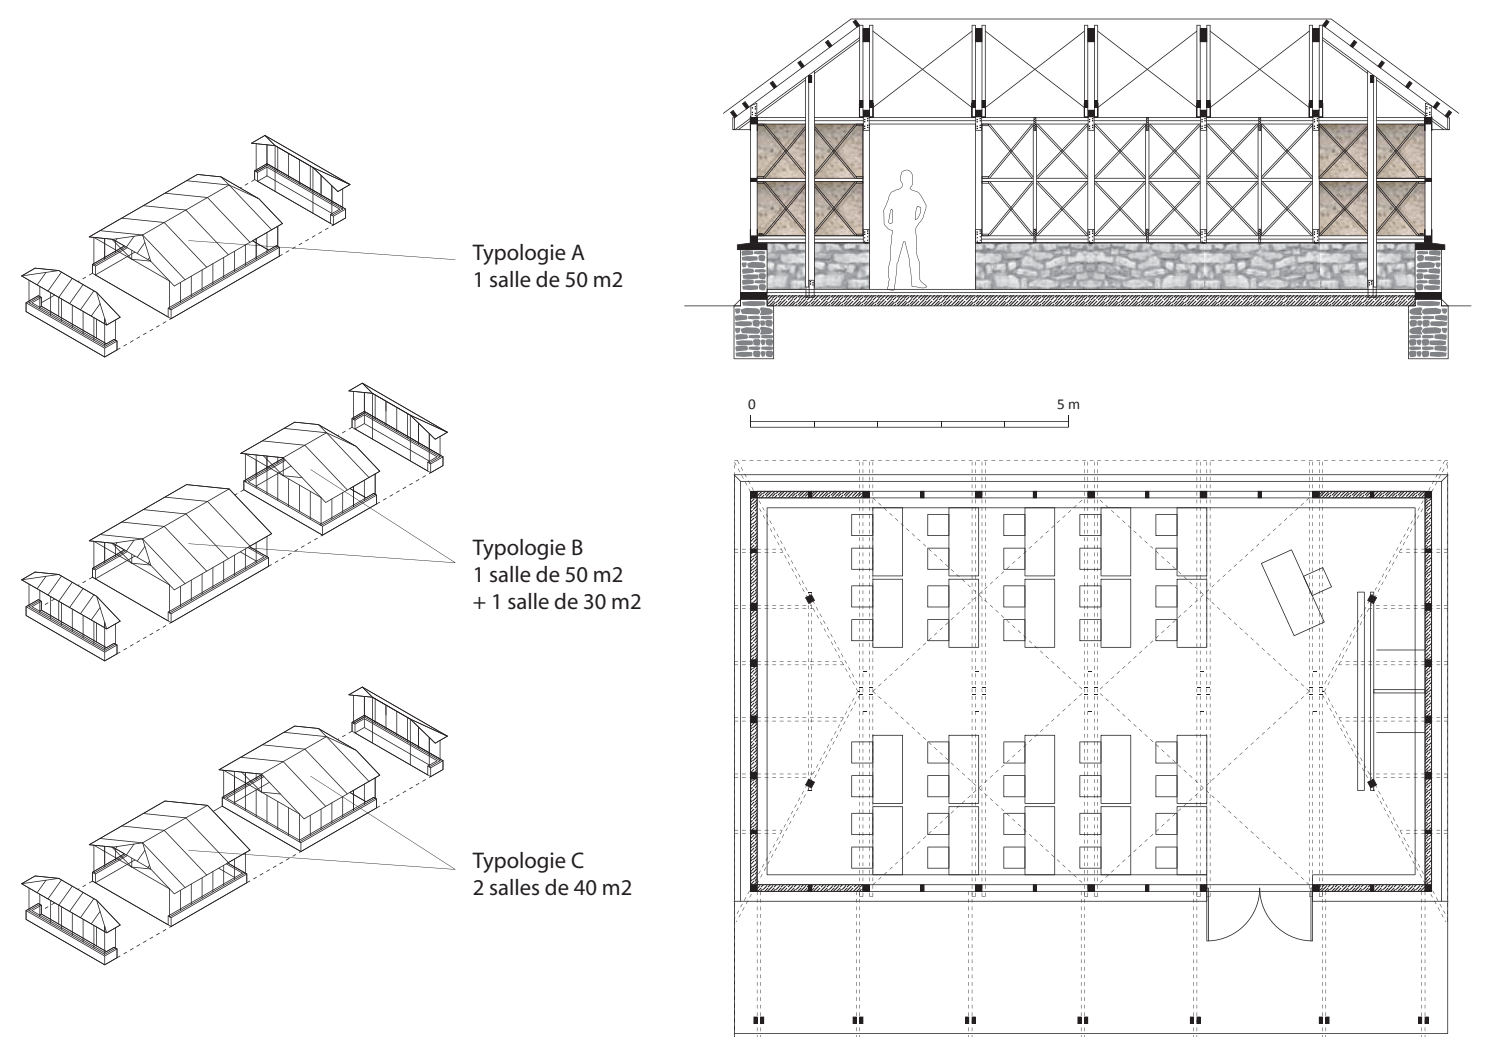 Typologie A
1 salle de 50 m2
Typologie B
1 salle de 50 m2
+ 1 salle de 30 m2
Typologie C
2 salles de 40 m2
0
5 m